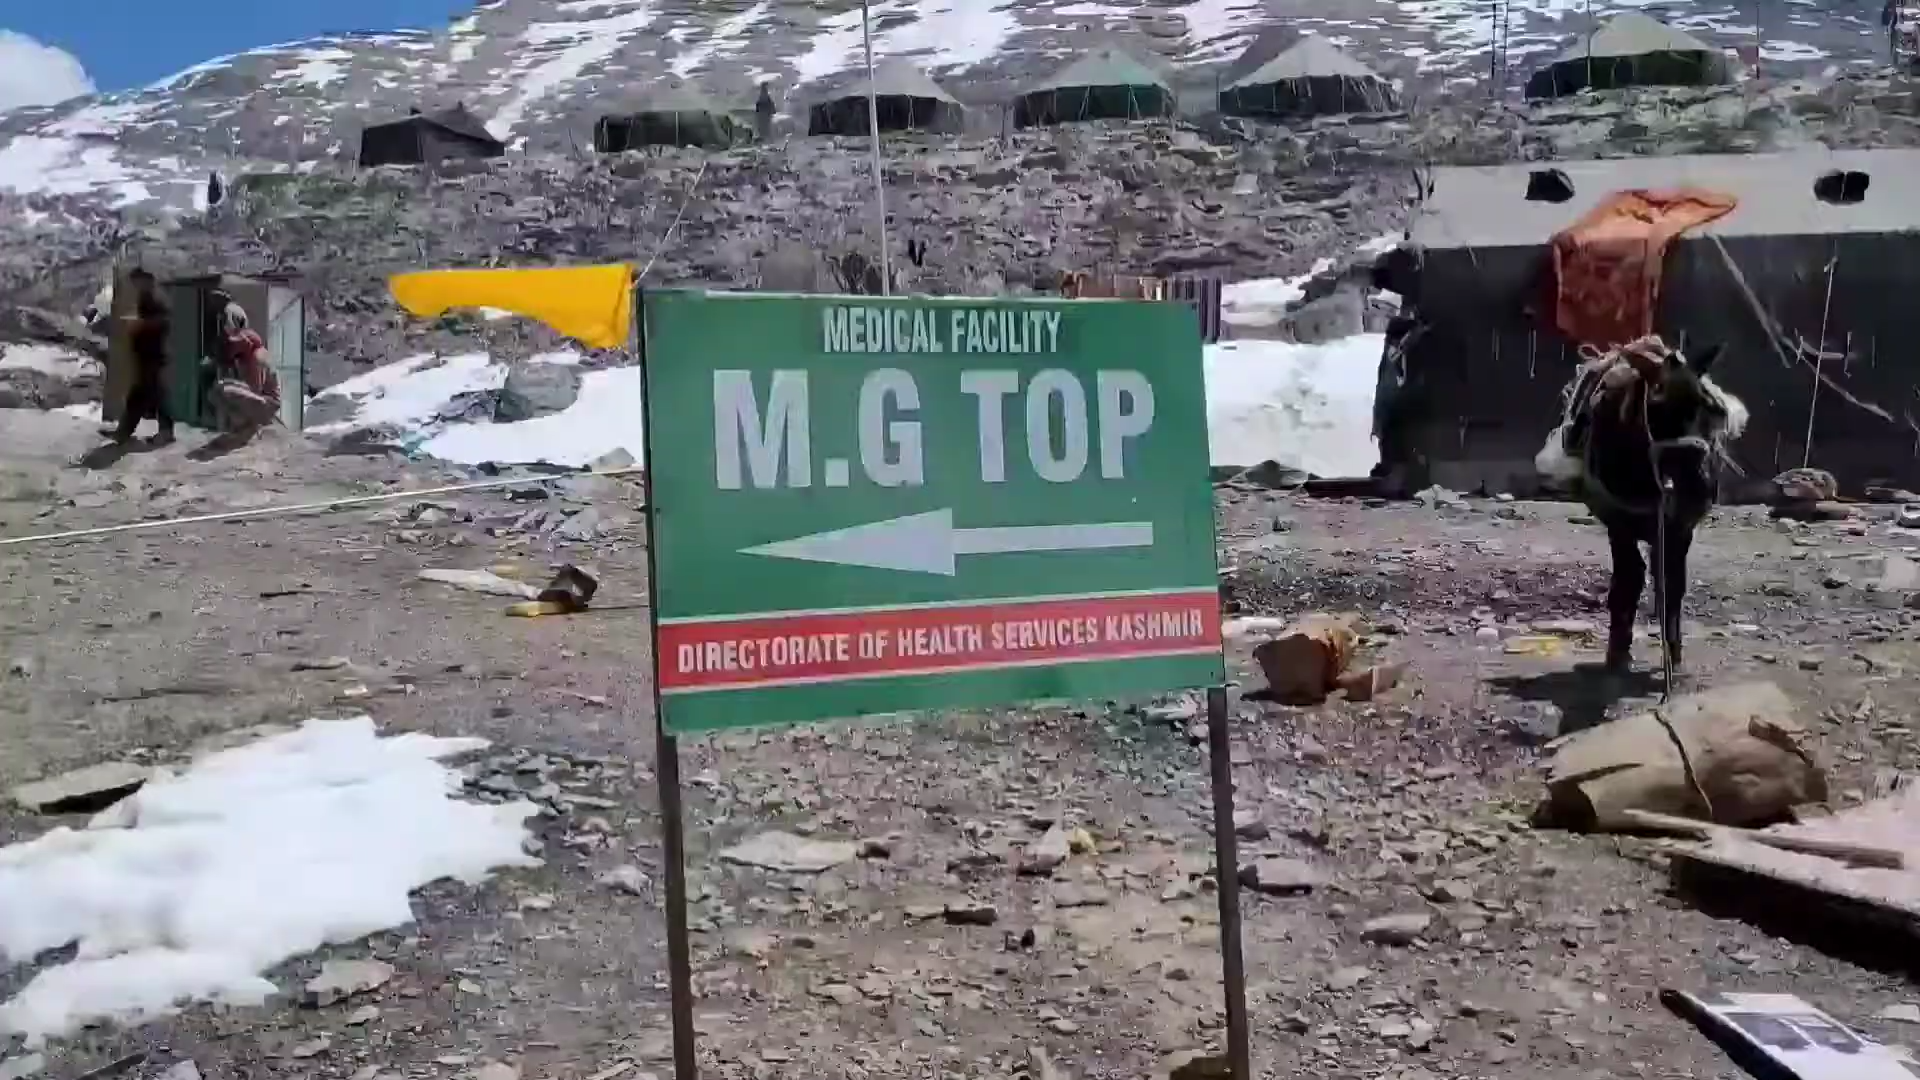 MEDICAL FACILITY
M.G TOP
DIRECTORATE OF HEALTH SERVICES KASHMIR